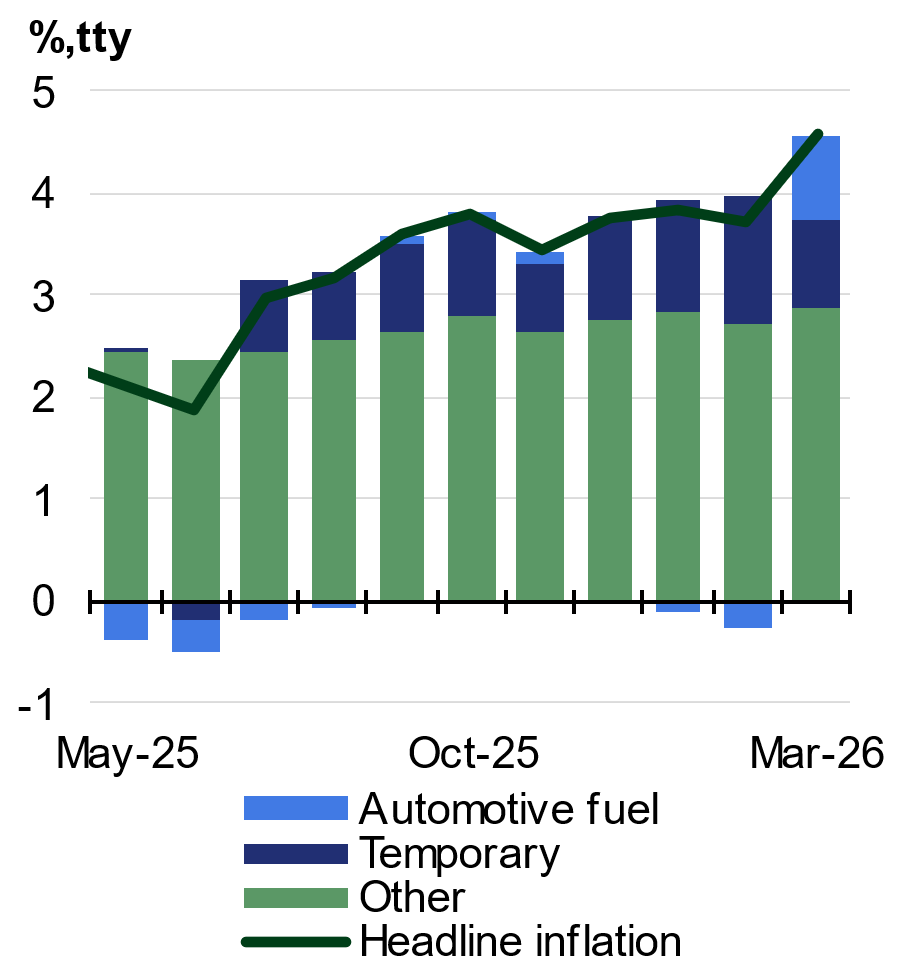 %,tty
5
4
3
2
1
0
-1
May-25 Oct-25 Mar-26
Automotive fuel
Temporary
Other
Headline inflation